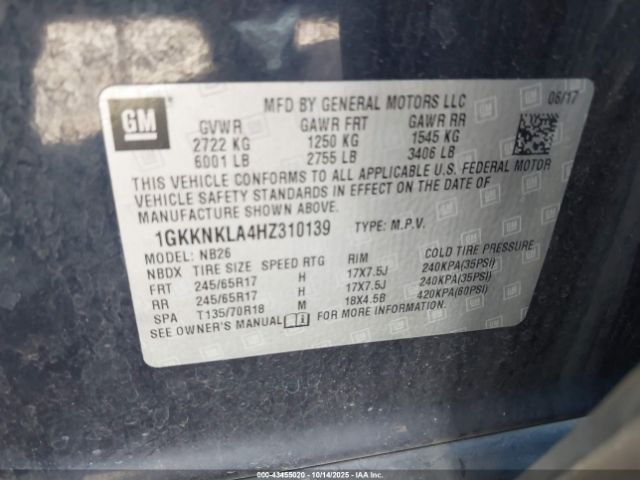 GM
MFD BY GENERAL MOTORS LLC 06/17
GVWR GAWR FRT GAWR RR
2722 KG 1250 KG 1545 KG
6001 LB 2755 LB 3406 LB
THIS VEHICLE CONFORMS TO ALL APPLICABLE U.S. FEDERAL MOTOR
VEHICLE SAFETY STANDARDS IN EFFECT ON THE DATE OF
MANUFACTURE SHOWN ABOVE.
1GKKNKLA4HZ310139 TYPE: M.P.V.
MODEL: NB26
NBDX TIRE SIZE SPEED RTG RIM COLD TIRE PRESSURE
FRT 245/65R17 H 17X7.5J 240KPA(35PSI)
RR 245/65R17 H 17X7.5J 240KPA(35PSI)
SPA T135/70R18 M 18X4.5B 420KPA(60PSI)
SEE OWNER'S MANUAL FOR MORE INFORMATION.
000-43455020 - 10/14/2025 - IAAI.com